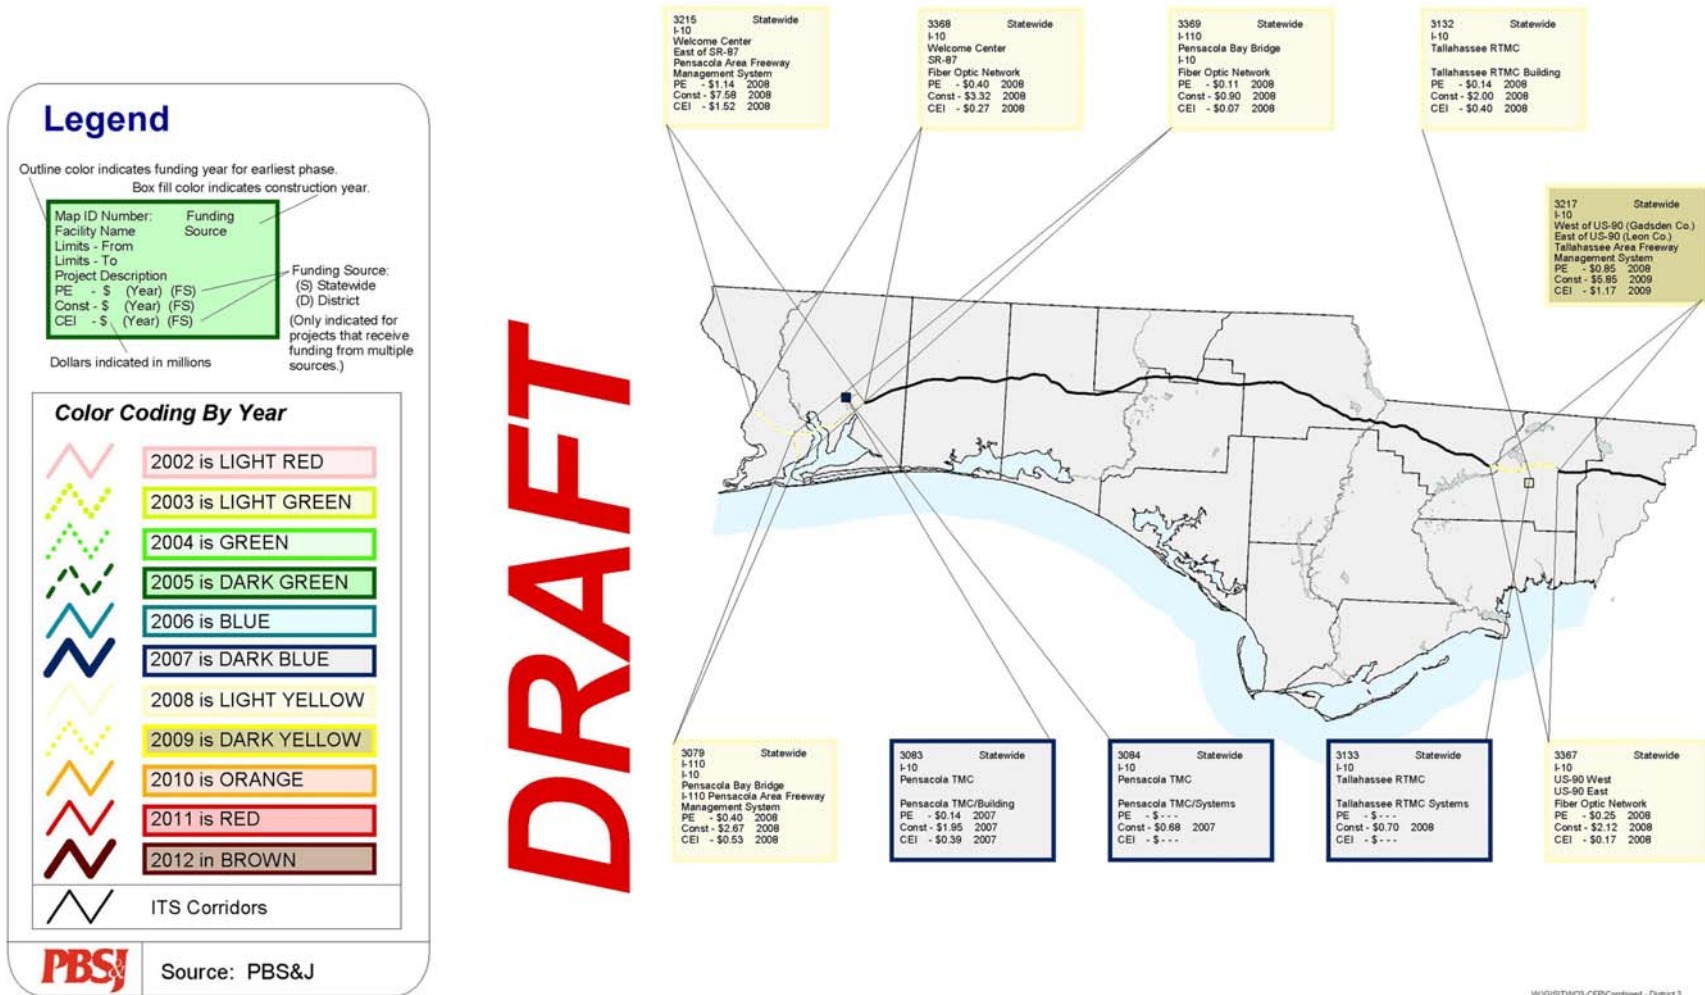 Legend
Outline color indicates funding year for earliest phase.
Box fill color indicates construction year.
Map ID Number: Funding
Facility Name Source
Limits - From
Limits - To
Project Description
PE - $ (Year) (FS)
Const - $ (Year) (FS)
CEI - $ (Year) (FS)
Funding Source:
(S) Statewide
(D) District
(Only indicated for
projects that receive
funding from multiple
sources.)
Dollars indicated in millions
Color Coding By Year
2002 is LIGHT RED
2003 is LIGHT GREEN
2004 is GREEN
2005 is DARK GREEN
2006 is BLUE
2007 is DARK BLUE
2008 is LIGHT YELLOW
2009 is DARK YELLOW
2010 is ORANGE
2011 is RED
2012 in BROWN
ITS Corridors
PBS&J
Source: PBS&J
DRAFT
3215 Statewide
I-10
Welcome Center
East of SR-87
Pensacola Area Freeway
Management System
PE - $1.14 2008
Const - $7.58 2008
CEI - $1.52 2008
3368 Statewide
I-10
Welcome Center
SR-87
Fiber Optic Network
PE - $0.40 2008
Const - $3.32 2008
CEI - $0.27 2008
3369 Statewide
I-110
Pensacola Bay Bridge
I-10
Fiber Optic Network
PE - $0.11 2008
Const - $0.90 2008
CEI - $0.07 2008
3132 Statewide
I-10
Tallahassee RTMC
Tallahassee RTMC Building
PE - $0.14 2008
Const - $2.00 2008
CEI - $0.40 2008
3217 Statewide
I-10
West of US-90 (Gadsden Co.)
East of US-90 (Leon Co.)
Tallahassee Area Freeway
Management System
PE - $0.85 2008
Const - $5.85 2009
CEI - $1.17 2009
3079 Statewide
I-110
I-10
Pensacola Bay Bridge
I-110 Pensacola Area Freeway
Management System
PE - $0.40 2008
Const - $2.67 2008
CEI - $0.53 2008
3083 Statewide
I-10
Pensacola TMC
Pensacola TMC/Building
PE - $0.14 2007
Const - $1.95 2007
CEI - $0.39 2007
3084 Statewide
I-10
Pensacola TMC
Pensacola TMC/Systems
PE - $ - - -
Const - $0.68 2007
CEI - $ - - -
3133 Statewide
I-10
Tallahassee RTMC
Tallahassee RTMC Systems
PE - $ - - -
Const - $0.70 2008
CEI - $ - - -
3367 Statewide
I-10
US-90 West
US-90 East
Fiber Optic Network
PE - $0.25 2008
Const - $2.12 2008
CEI - $0.17 2008